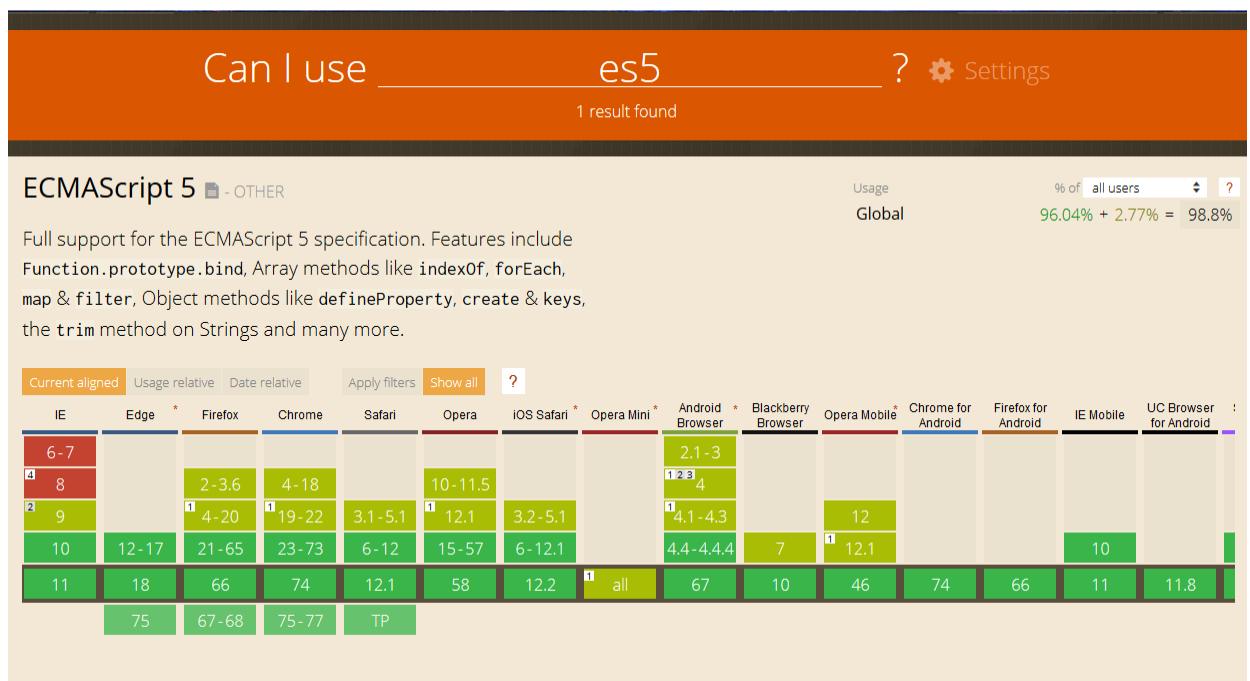 Can I use es5 ? Settings
1 result found
ECMAScript 5 - OTHER
Usage % of all users ?
Global 96.04% + 2.77% = 98.8%
Full support for the ECMAScript 5 specification. Features include
Function.prototype.bind, Array methods like indexOf, forEach,
map & filter, Object methods like defineProperty, create & keys,
the trim method on Strings and many more.
Current aligned Usage relative Date relative Apply filters Show all ?
IE Edge * Firefox Chrome Safari Opera iOS Safari * Opera Mini * Android Browser * Blackberry Browser Opera Mobile * Chrome for Android Firefox for Android IE Mobile UC Browser for Android
6-7 2.1-3
4 8 2-3.6 4-18 10-11.5 1 2 3 4
2 9 1 4-20 1 19-22 3.1-5.1 1 12.1 3.2-5.1 1 4.1-4.3 12
10 12-17 21-65 23-73 6-12 15-57 6-12.1 4.4-4.4.4 7 1 12.1 10
11 18 66 74 12.1 58 12.2 1 all 67 10 46 74 66 11 11.8
75 67-68 75-77 TP